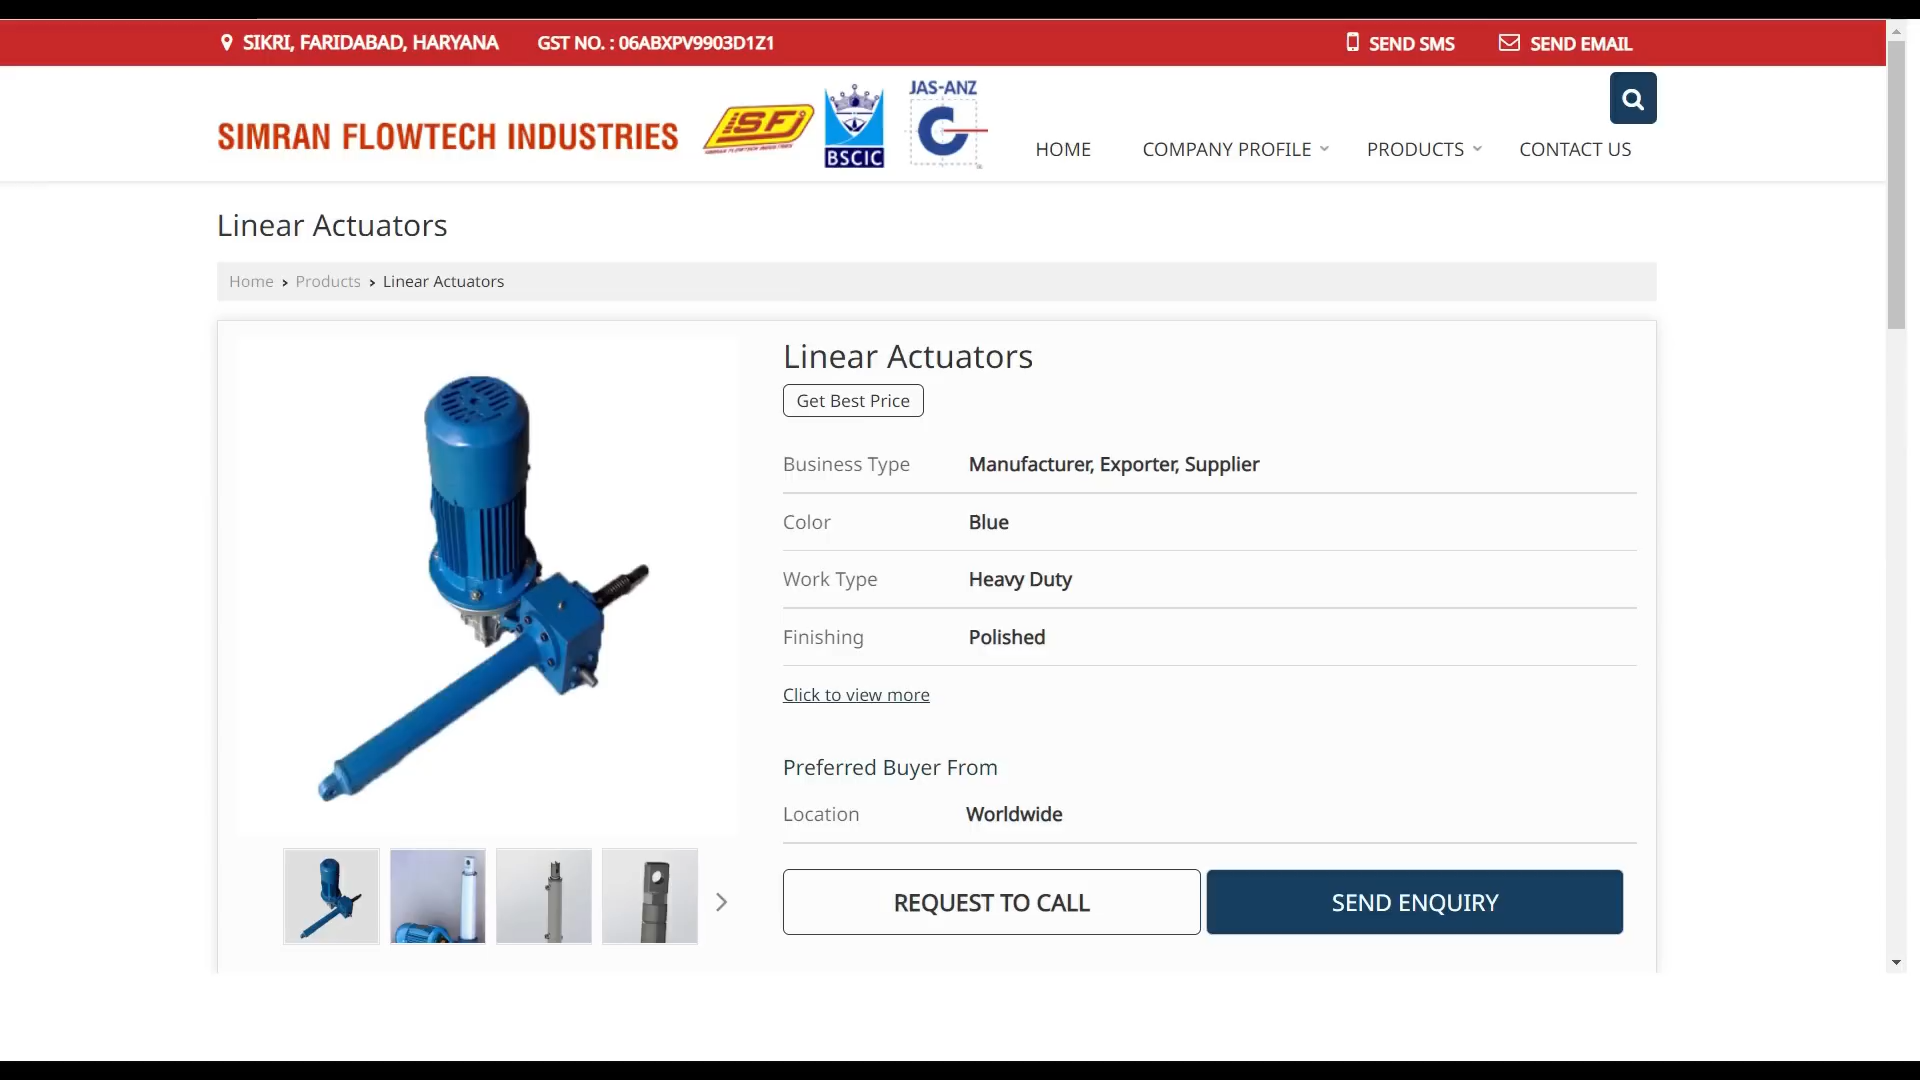 SIKRI, FARIDABAD, HARYANA GST NO. : 06ABXPV9903D1Z1 SEND SMS SEND EMAIL
JAS-ANZ
SIMRAN FLOWTECH INDUSTRIES ISFI
BSCIC
HOME COMPANY PROFILE PRODUCTS CONTACT US
Linear Actuators
Home › Products › Linear Actuators
Linear Actuators
Get Best Price
Business Type Manufacturer, Exporter, Supplier
Color Blue
Work Type Heavy Duty
Finishing Polished
Click to view more
Preferred Buyer From
Location Worldwide
REQUEST TO CALL SEND ENQUIRY